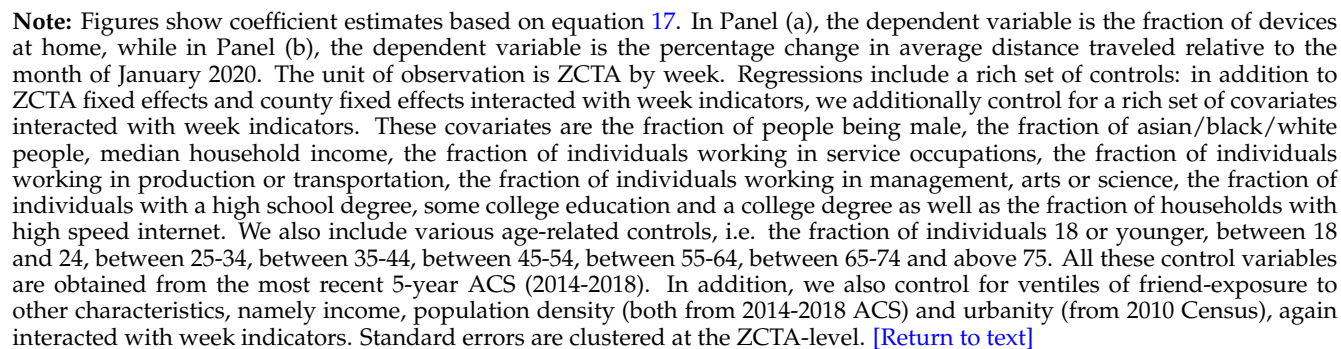 Note: Figures show coefficient estimates based on equation 17. In Panel (a), the dependent variable is the fraction of devices
at home, while in Panel (b), the dependent variable is the percentage change in average distance traveled relative to the
month of January 2020. The unit of observation is ZCTA by week. Regressions include a rich set of controls: in addition to
ZCTA fixed effects and county fixed effects interacted with week indicators, we additionally control for a rich set of covariates
interacted with week indicators. These covariates are the fraction of people being male, the fraction of asian/black/white
people, median household income, the fraction of individuals working in service occupations, the fraction of individuals
working in production or transportation, the fraction of individuals working in management, arts or science, the fraction of
individuals with a high school degree, some college education and a college degree as well as the fraction of households with
high speed internet. We also include various age-related controls, i.e. the fraction of individuals 18 or younger, between 18
and 24, between 25-34, between 35-44, between 45-54, between 55-64, between 65-74 and above 75. All these control variables
are obtained from the most recent 5-year ACS (2014-2018). In addition, we also control for ventiles of friend-exposure to
other characteristics, namely income, population density (both from 2014-2018 ACS) and urbanity (from 2010 Census), again
interacted with week indicators. Standard errors are clustered at the ZCTA-level. [Return to text]